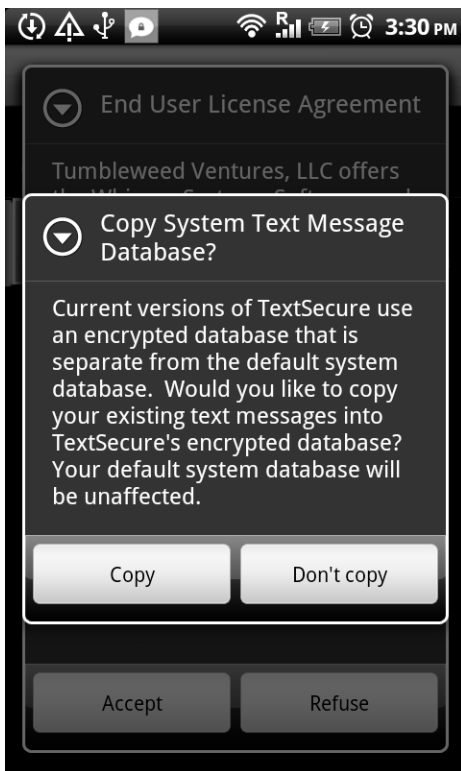 R
3:30 PM
End User License Agreement
Tumbleweed Ventures, LLC offers
Copy System Text Message
Database?
Current versions of TextSecure use
an encrypted database that is
separate from the default system
database.  Would you like to copy
your existing text messages into
TextSecure's encrypted database?
Your default system database will
be unaffected.
Copy
Don't copy
Accept
Refuse